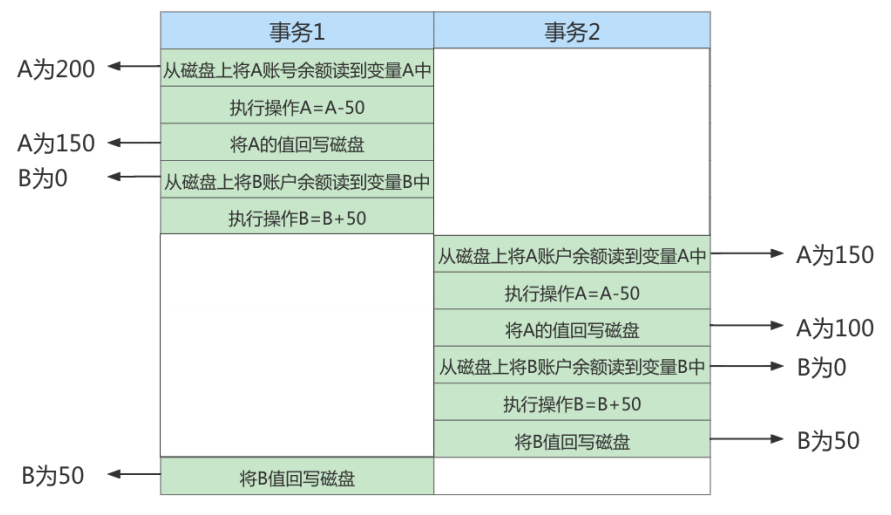 事务1 事务2
A为200 从磁盘上将A账号余额读到变量A中
执行操作A=A-50
A为150 将A的值回写磁盘
B为0 从磁盘上将B账户余额读到变量B中
执行操作B=B+50
从磁盘上将A账户余额读到变量A中 A为150
执行操作A=A-50
将A的值回写磁盘 A为100
从磁盘上将B账户余额读到变量B中 B为0
执行操作B=B+50
将B值回写磁盘 B为50
B为50 将B值回写磁盘